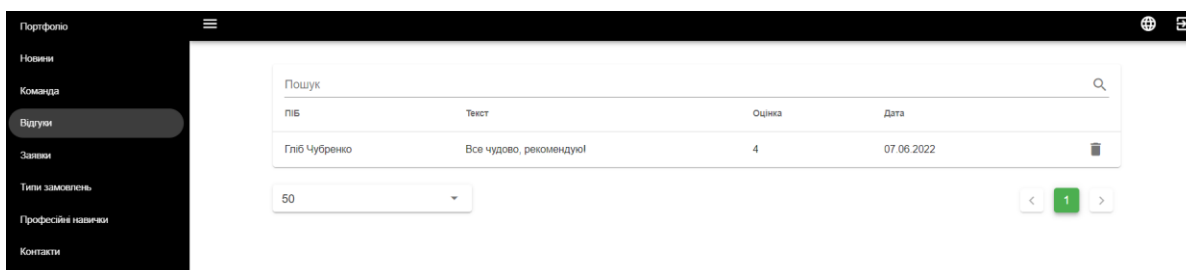 Портфоліо
Новини
Команда
Відгуки
Заявки
Типи замовлень
Професійні навички
Контакти
Пошук
ПІБ Текст Оцінка Дата
Гліб Чубренко Все чудово, рекомендую! 4 07.06.2022
50
1